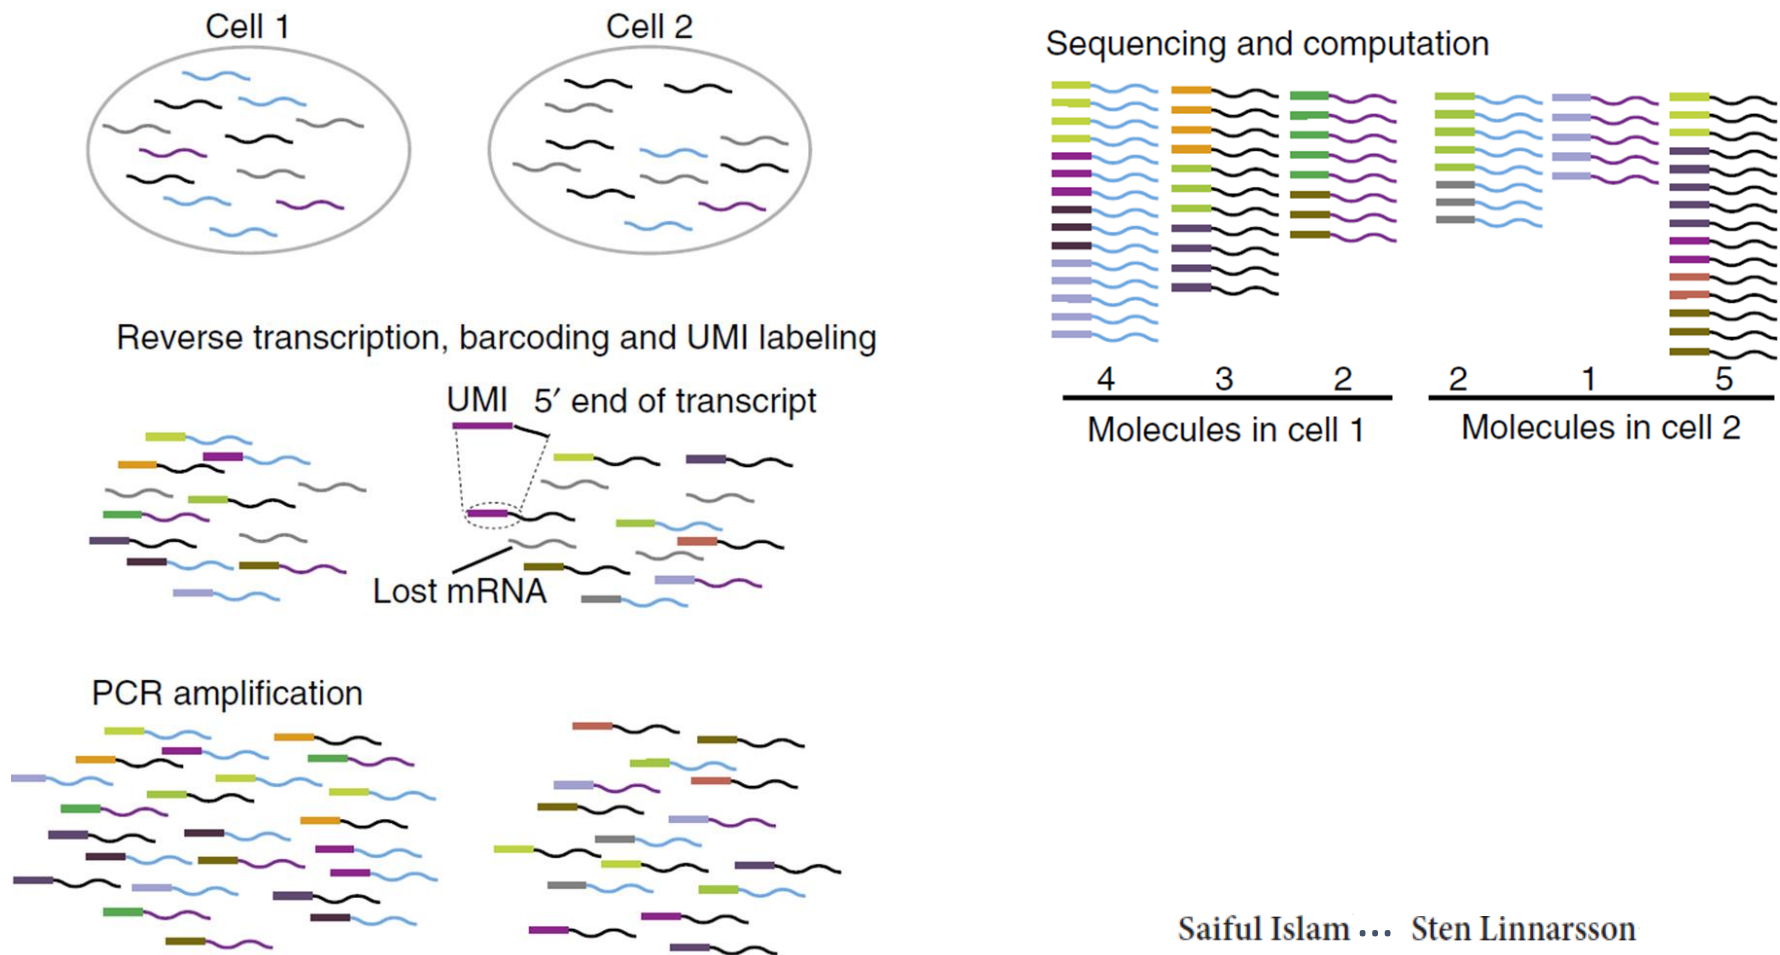 Cell 1
Cell 2
Reverse transcription, barcoding and UMI labeling
UMI
5′ end of transcript
Lost mRNA
PCR amplification
Sequencing and computation
4 3 2
Molecules in cell 1
2 1 5
Molecules in cell 2
Saiful Islam ... Sten Linnarsson